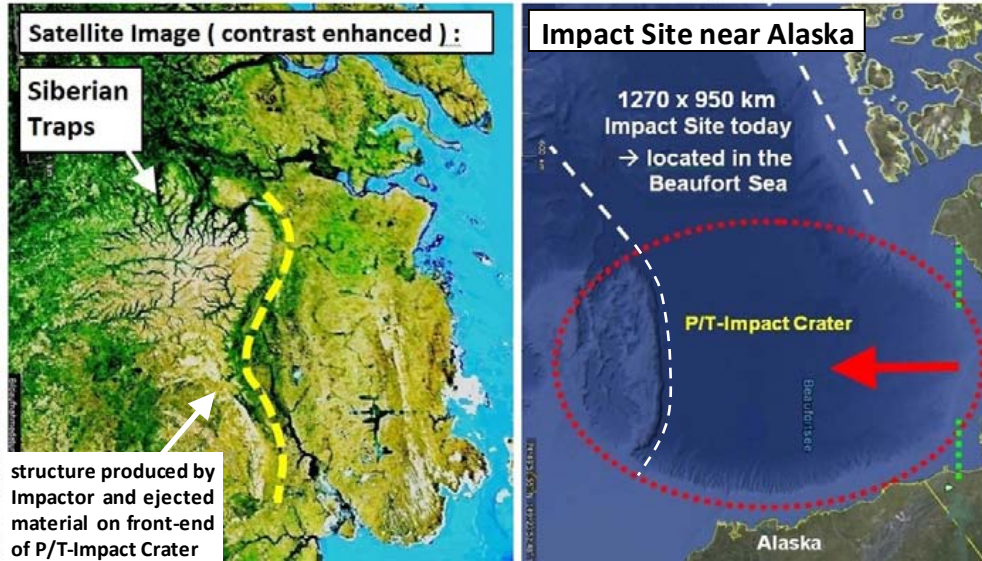 Satellite Image ( contrast enhanced ) :
Siberian
Traps
structure produced by
Impactor and ejected
material on front-end
of P/T-Impact Crater
Impact Site near Alaska
1270 x 950 km
Impact Site today
→ located in the
Beaufort Sea
P/T-Impact Crater
Beaufortsee
Alaska